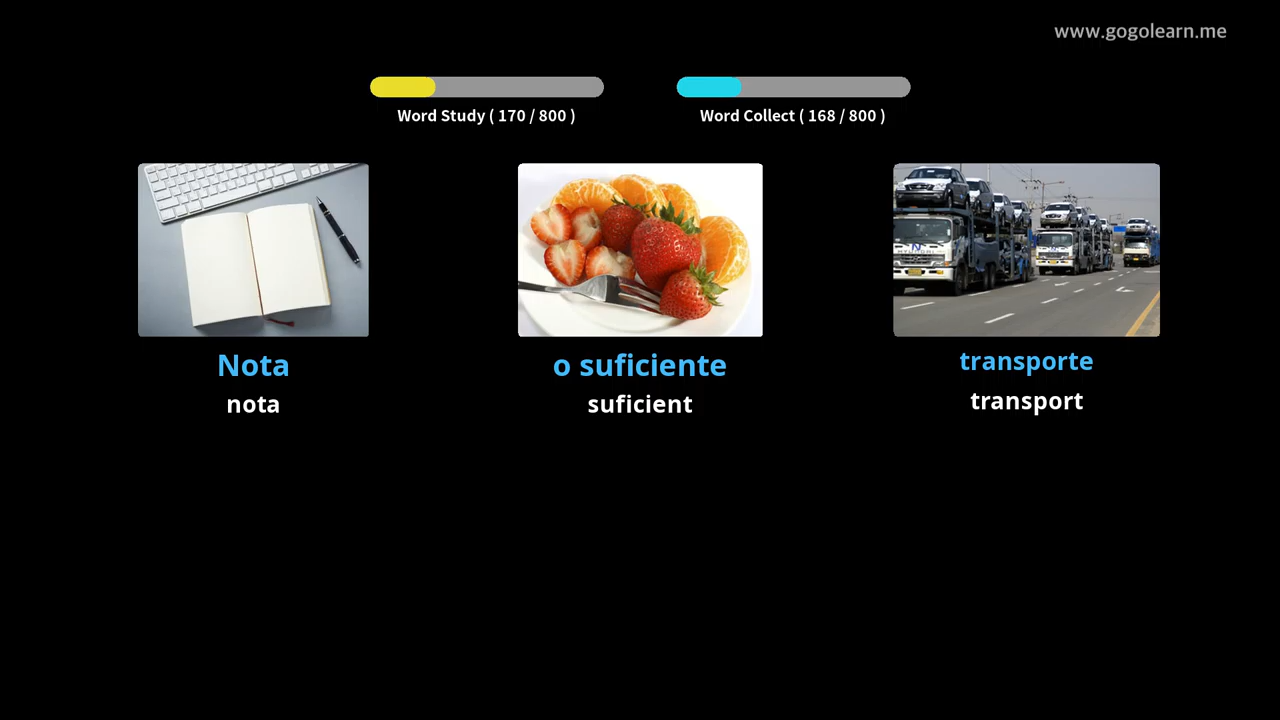 www.gogolearn.me
Word Study ( 170 / 800 )
Word Collect ( 168 / 800 )
Nota
nota
o suficiente
suficient
transporte
transport